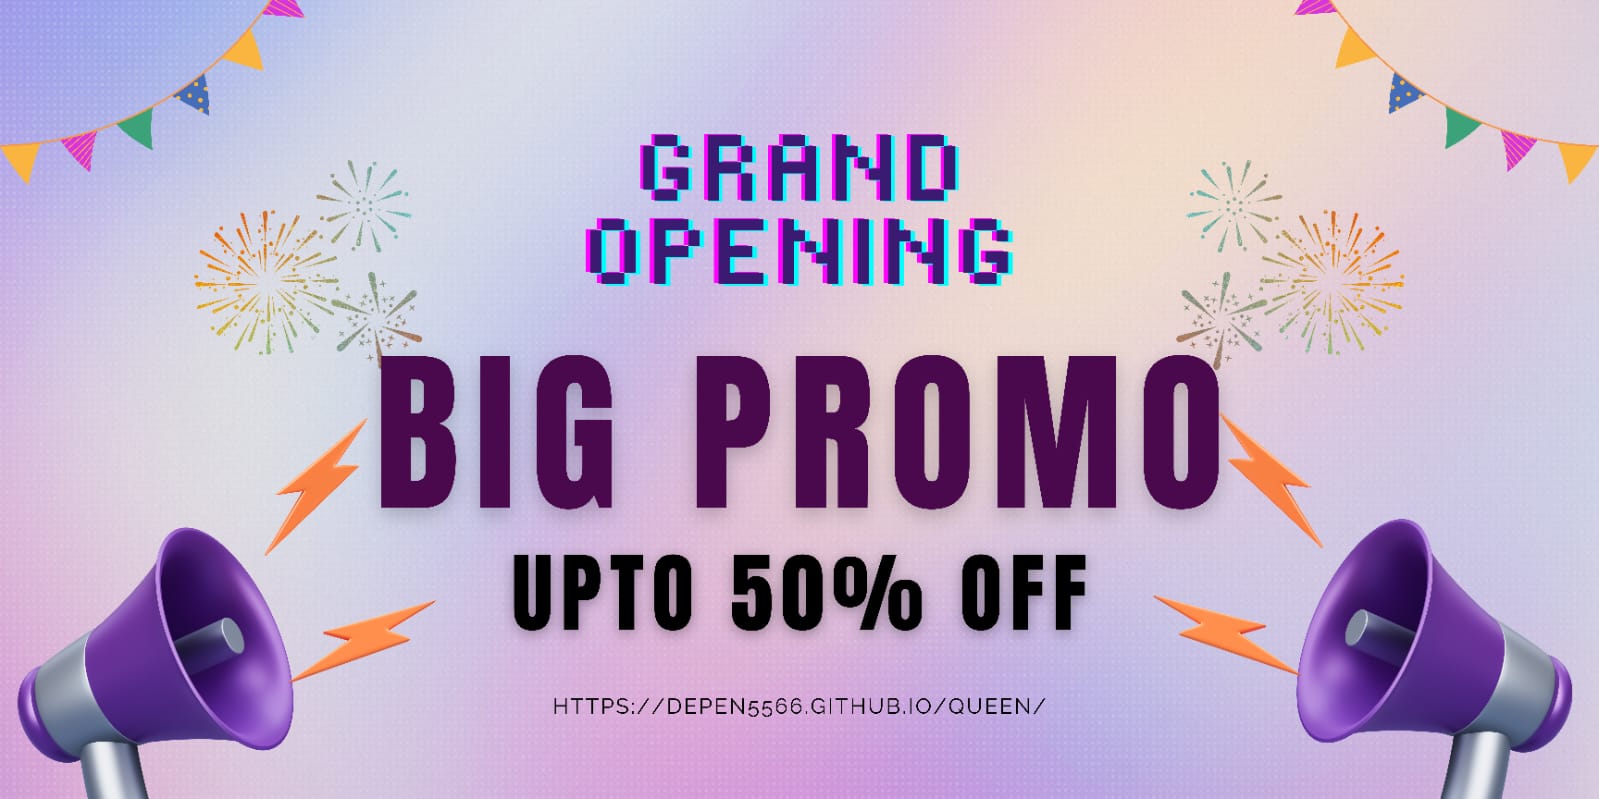 GRAND
OPENING
BIG PROMO
UPTO 50% OFF
HTTPS://DEPEN5566.GITHUB.IO/QUEEN/